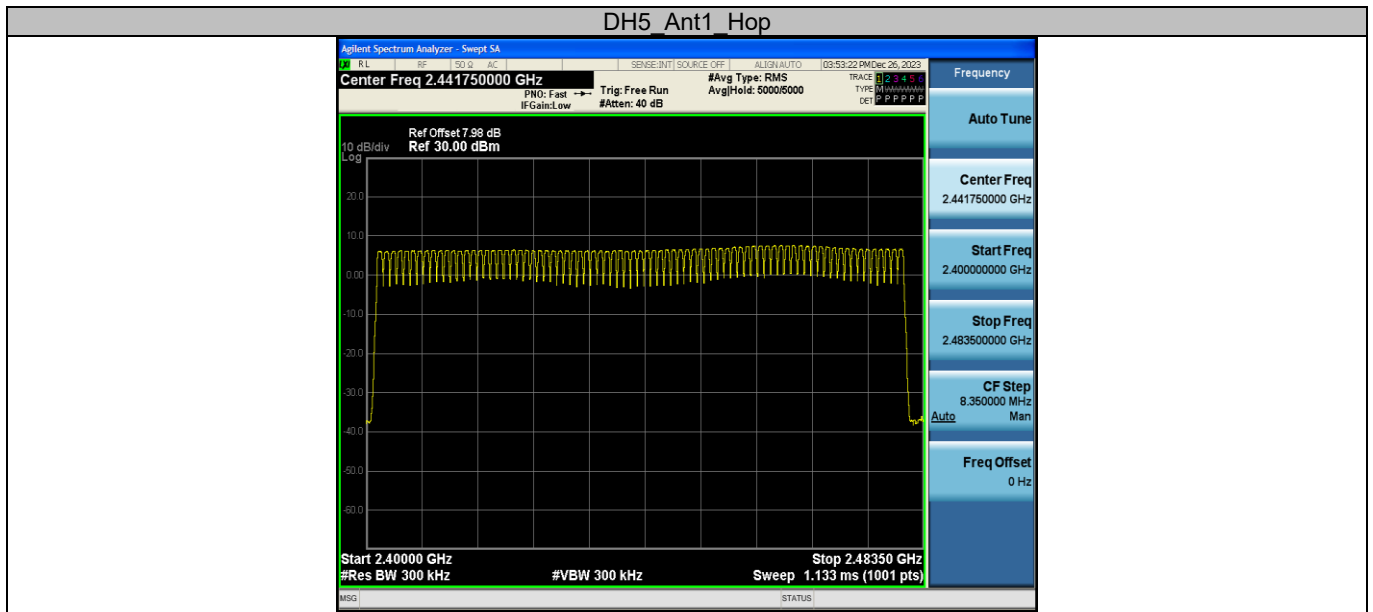 DH5_Ant1_Hop
Agilent Spectrum Analyzer - Swept SA
RL RF 50 Ω AC SENSE:INT SOURCE OFF ALIGNAUTO 03:53:22 PMDec 26, 2023
Center Freq 2.441750000 GHz
#Avg Type: RMS
TRACE 1 2 3 4 5 6
PNO: Fast
Trig: Free Run
Avg|Hold: 5000/5000
TYPE M
IFGain:Low
#Atten: 40 dB
DET P P P P P P
Frequency
Auto Tune
Ref Offset 7.98 dB
10 dB/div Ref 30.00 dBm
Log
20.0
10.0
0.00
-10.0
-20.0
-30.0
-40.0
-50.0
-60.0
Center Freq
2.441750000 GHz
Start Freq
2.400000000 GHz
Stop Freq
2.483500000 GHz
CF Step
8.350000 MHz
Auto Man
Freq Offset
0 Hz
Start 2.40000 GHz Stop 2.48350 GHz
#Res BW 300 kHz #VBW 300 kHz Sweep 1.133 ms (1001 pts)
MSG STATUS